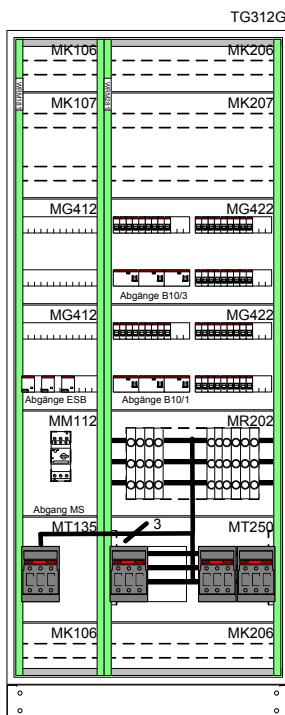 TG312G
MK106 MK206
MK107 MK207
MG412 MG422
Abgänge B10/3
MG412 MG422
Abgänge ESB Abgänge B10/1
MM112 MR202
Abgang MS
3
MT135 MT250
MK106 MK206